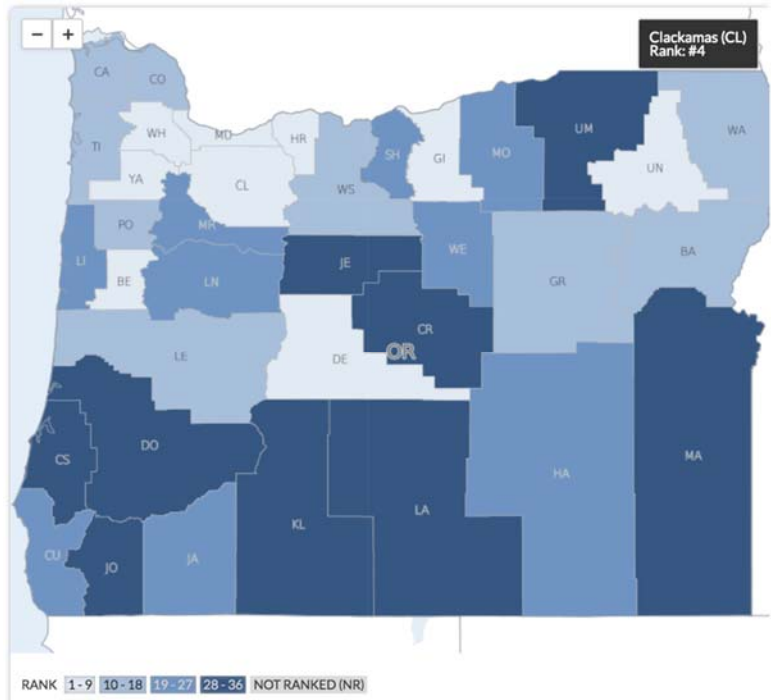 − +
Clackamas (CL)
Rank: #4
CA
CO
WH
MU
HR
TI
SH
GI
MO
UM
WA
UN
YA
CL
WS
PO
MR
LI
BE
LN
JE
WE
GR
BA
CR
LE
DE
OR
CS
DO
KL
LA
HA
MA
CU
JO
JA
RANK 1 - 9 10 - 18 19 - 27 28 - 36 NOT RANKED (NR)